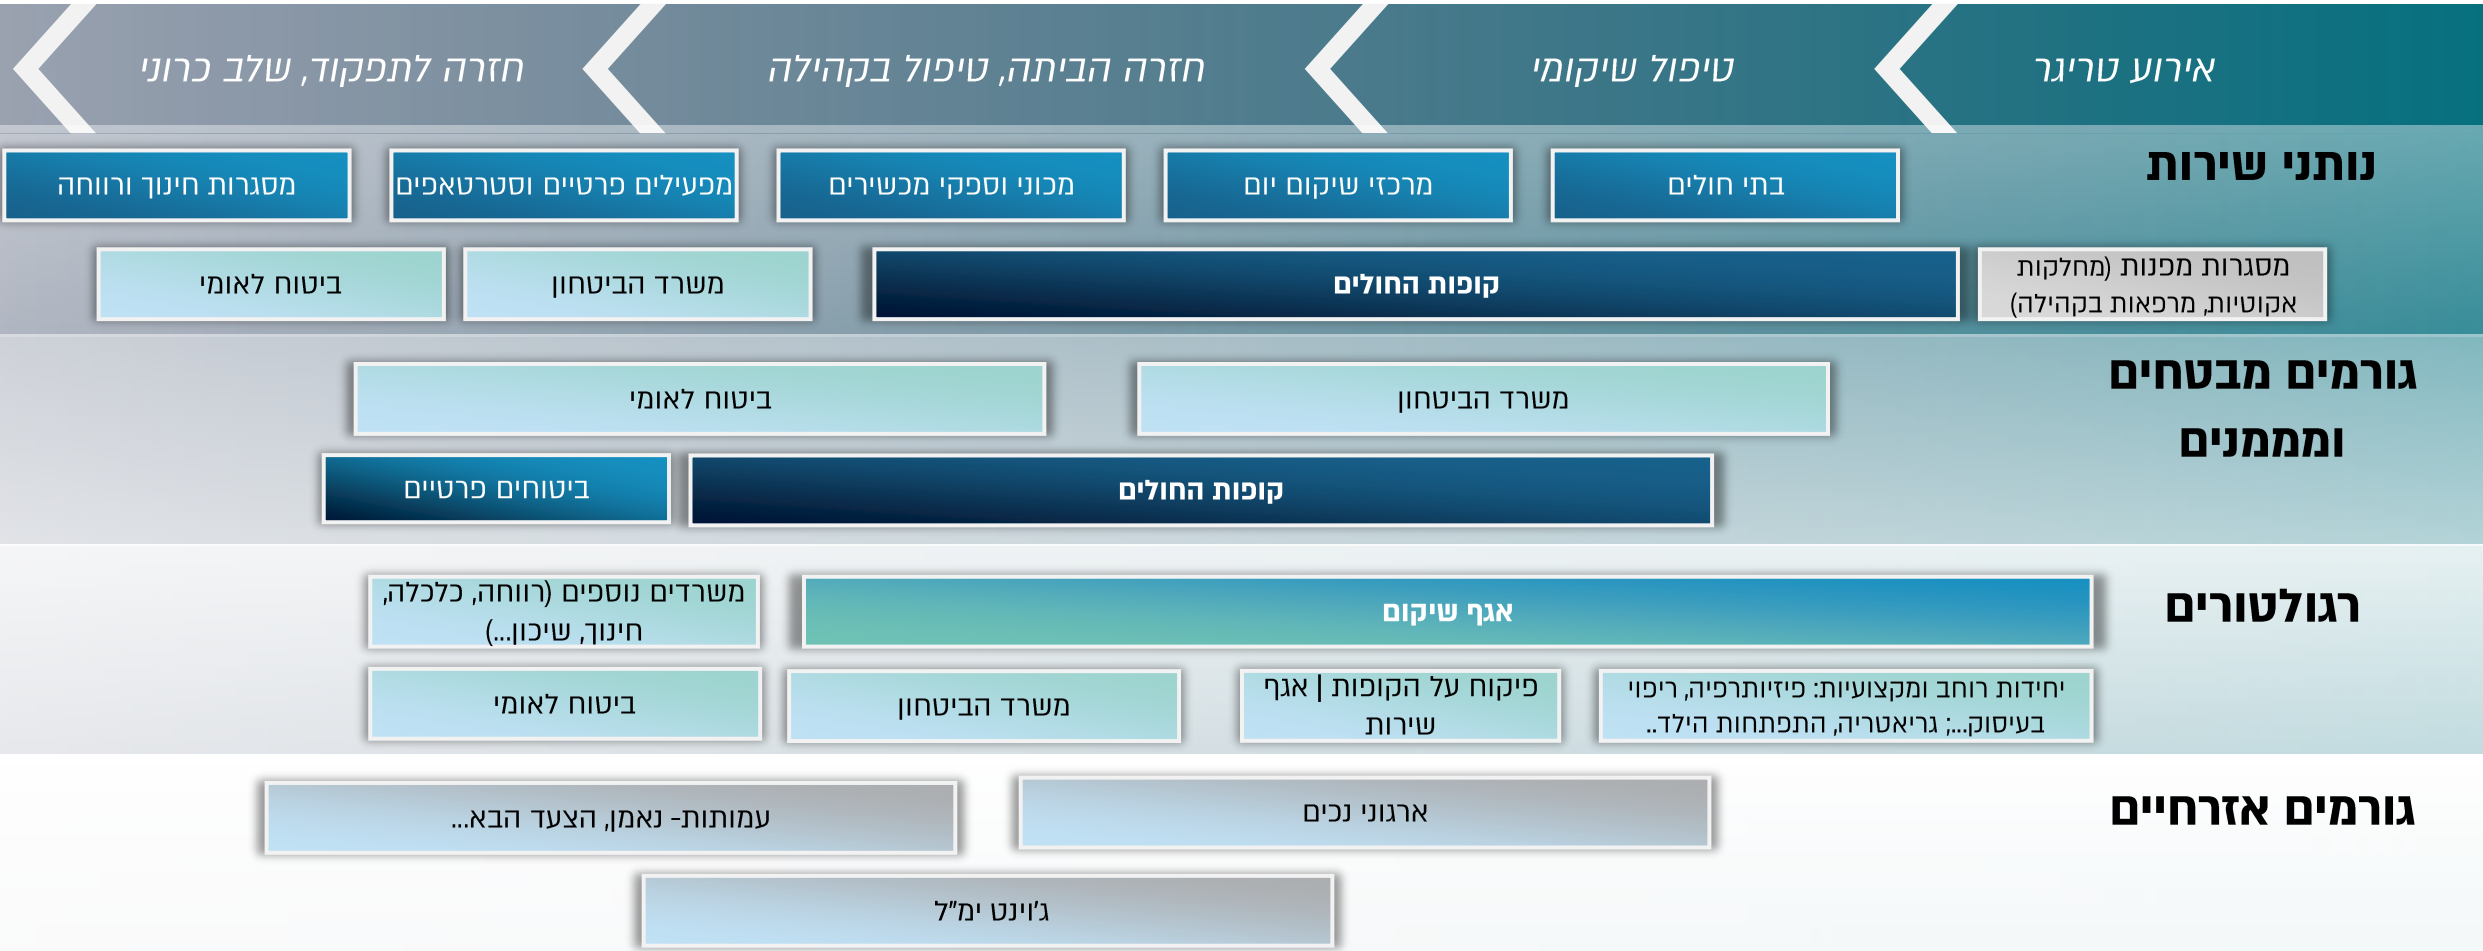 אירוע טריגר
טיפול שיקומי
חזרה הביתה, טיפול בקהילה
חזרה לתפקוד, שלב כרוני
נותני שירות
בתי חולים
מרכזי שיקום יום
מכוני וספקי מכשירים
מפעילים פרטיים וסטרטאפים
מסגרות חינוך ורווחה
מסגרות מפנות (מחלקות
אקוטיות, מרפאות בקהילה)
קופות החולים
משרד הביטחון
ביטוח לאומי
גורמים מבטחים
ומממנים
משרד הביטחון
ביטוח לאומי
קופות החולים
ביטוחים פרטיים
רגולטורים
אגף שיקום
משרדים נוספים (רווחה, כלכלה,
חינוך, שיכון...)
יחידות רוחב ומקצועיות: פיזיותרפיה, ריפוי
בעיסוק...; גריאטריה, התפתחות הילד..
פיקוח על הקופות | אגף
שירות
משרד הביטחון
ביטוח לאומי
גורמים אזרחיים
ארגוני נכים
עמותות- נאמן, הצעד הבא...
ג'וינט ימ"ל